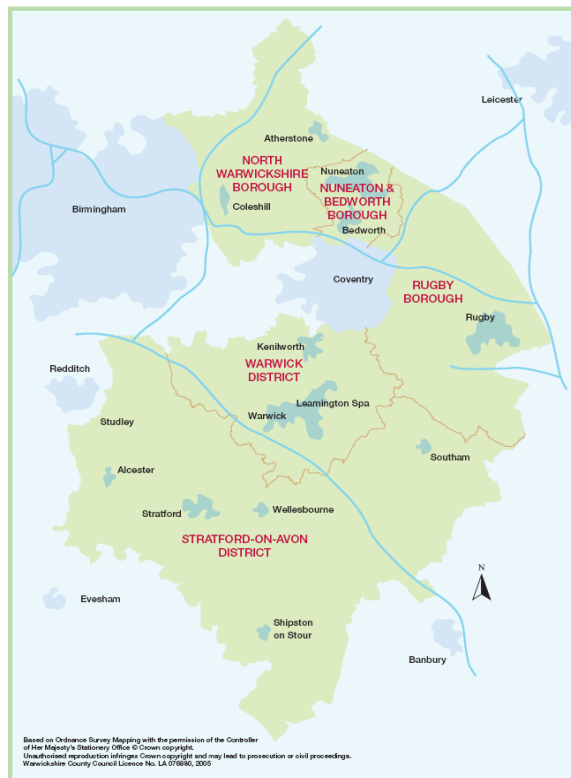 Leicester
Atherstone
NORTH
WARWICKSHIRE
BOROUGH
Nuneaton
NUNEATON &
BEDWORTH
BOROUGH
Coleshill
Birmingham
Bedworth
Coventry
RUGBY
BOROUGH
Rugby
Kenilworth
WARWICK
DISTRICT
Redditch
Leamington Spa
Warwick
Studley
Southam
Alcester
Stratford
Wellesbourne
STRATFORD-ON-AVON
DISTRICT
N
Evesham
Shipston
on Stour
Banbury
Based on Ordnance Survey Mapping with the permission of the Controller
of Her Majesty's Stationery Office © Crown copyright.
Unauthorised reproduction infringes Crown copyright and may lead to prosecution or civil proceedings.
Warwickshire County Council Licence No. LA 076880, 2005